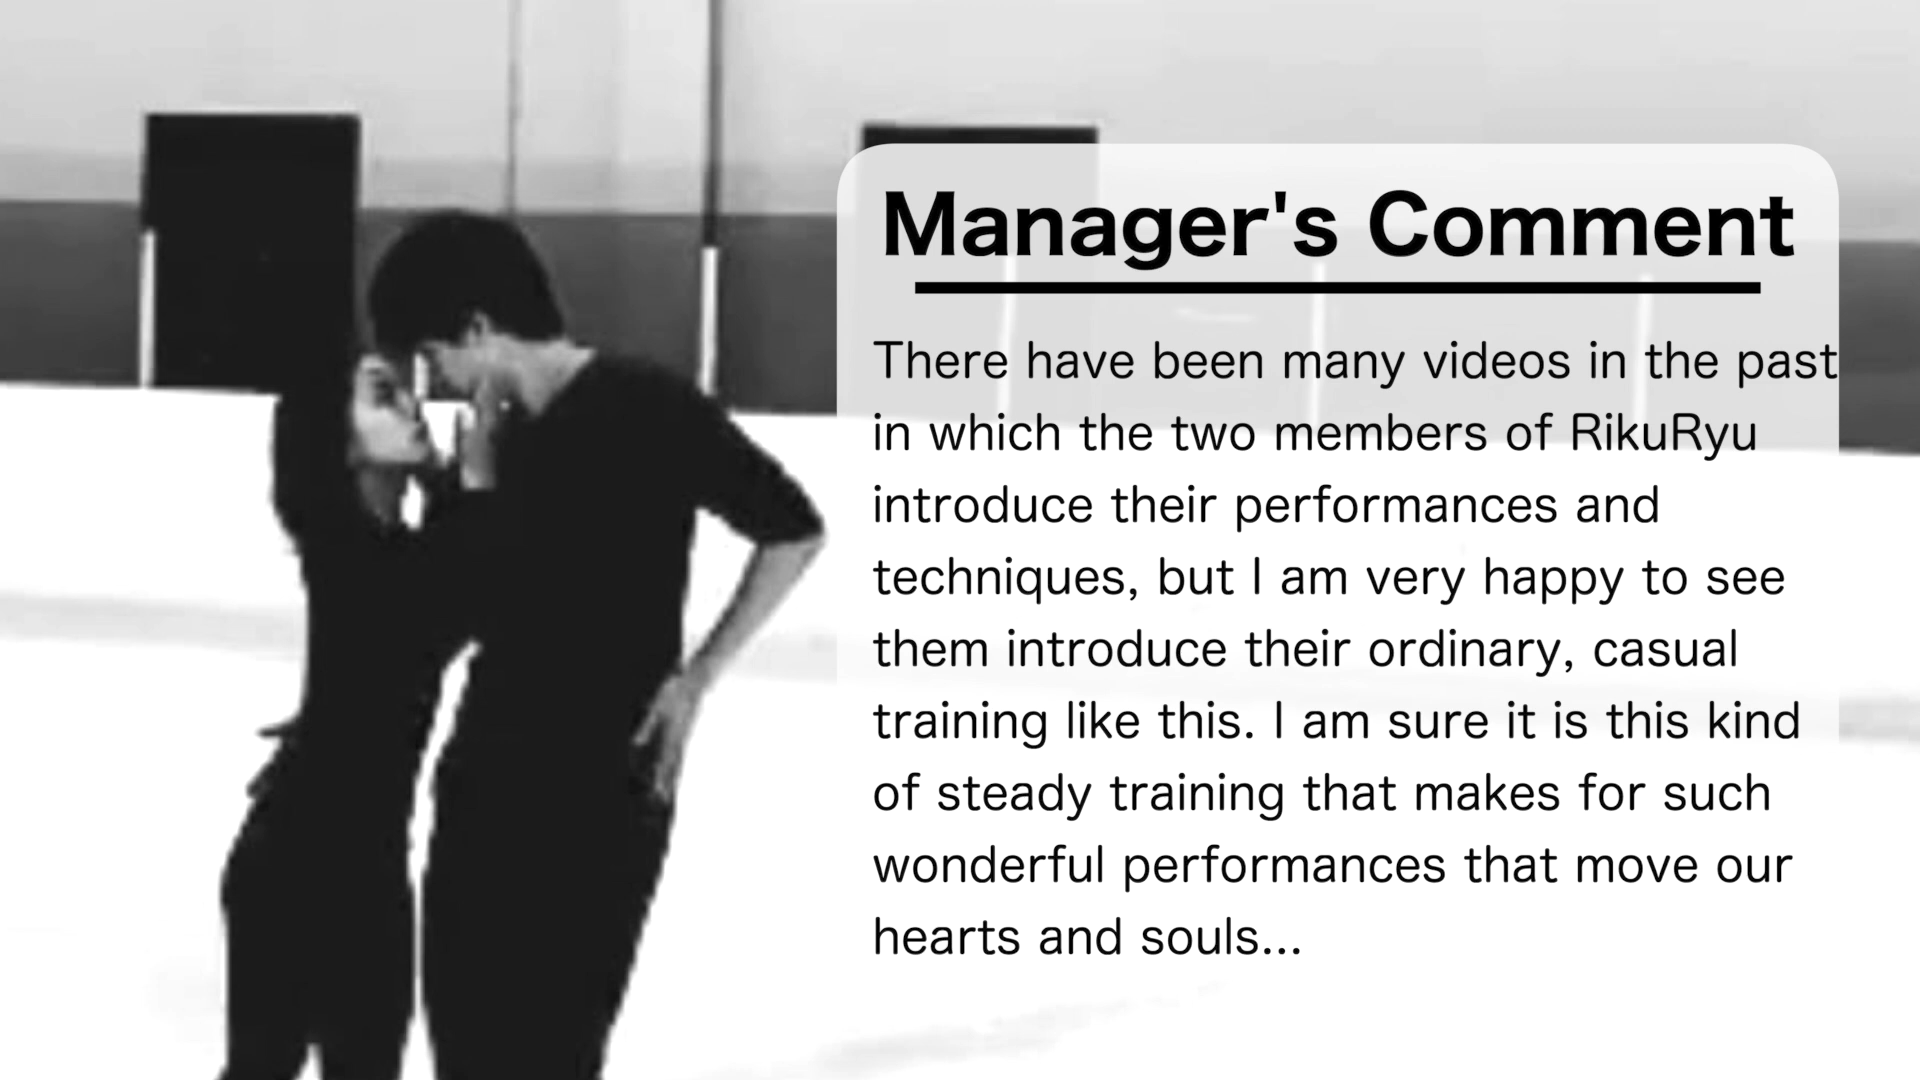 Manager's Comment
There have been many videos in the past
in which the two members of RikuRyu
introduce their performances and
techniques, but I am very happy to see
them introduce their ordinary, casual
training like this. I am sure it is this kind
of steady training that makes for such
wonderful performances that move our
hearts and souls...